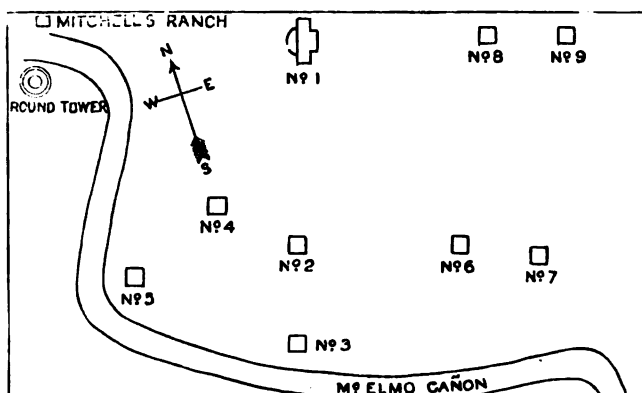 MITCHELL'S RANCH
Nº 1
Nº 8
Nº 9
N
W
E
S
ROUND TOWER
Nº 4
Nº 2
Nº 6
Nº 7
Nº 5
Nº 3
Mº ELMO CAÑON